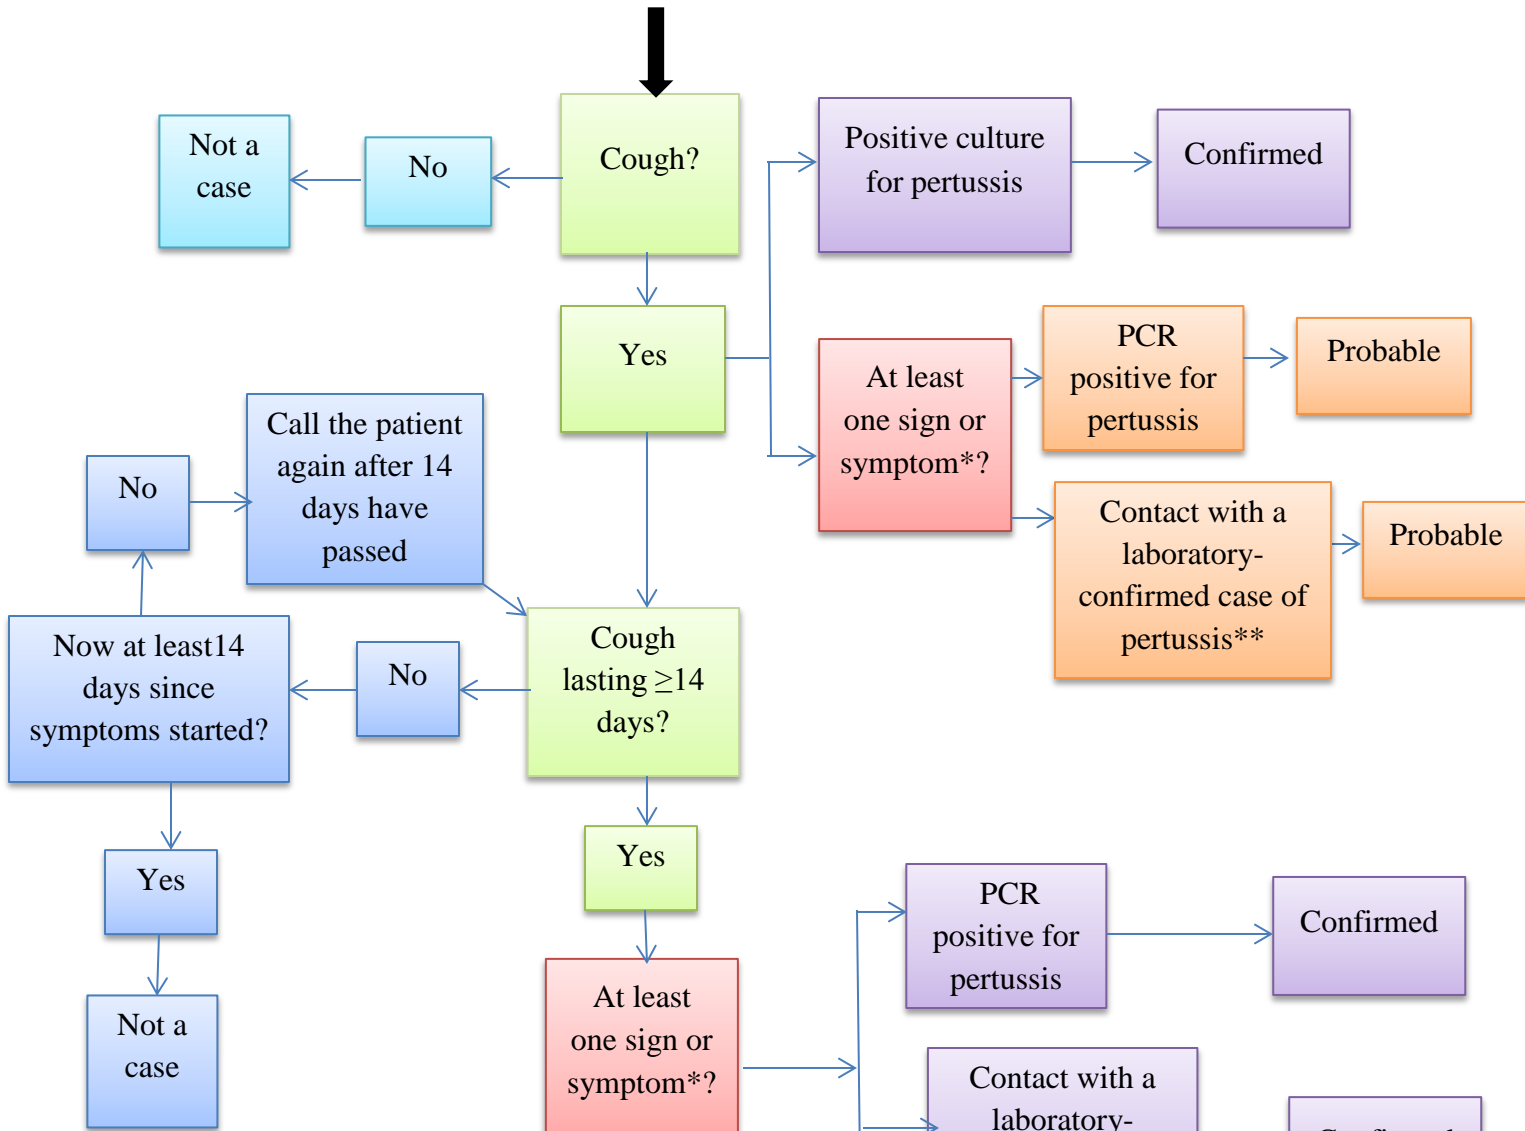 Cough?
No
Not a
case
Positive culture
for pertussis
Confirmed
Yes
At least
one sign or
symptom*?
PCR
positive for
pertussis
Probable
Contact with a
laboratory-
confirmed case of
pertussis**
Probable
Call the patient
again after 14
days have
passed
No
Now at least14
days since
symptoms started?
No
Cough
lasting ≥14
days?
Yes
Not a
case
Yes
At least
one sign or
symptom*?
PCR
positive for
pertussis
Confirmed
Contact with a
laboratory-